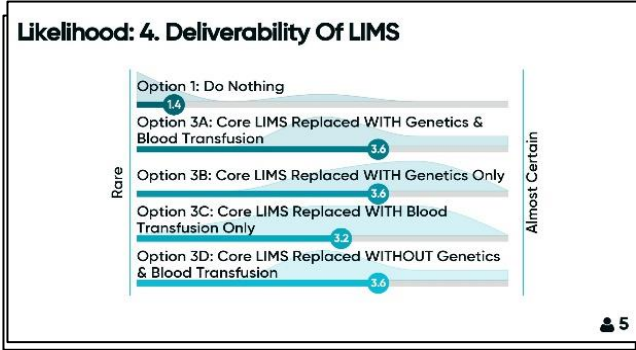 Likelihood: 4. Deliverability Of LIMS
Rare
Option 1: Do Nothing
1.4
Option 3A: Core LIMS Replaced WITH Genetics &
Blood Transfusion
3.6
Option 3B: Core LIMS Replaced WITH Genetics Only
3.6
Option 3C: Core LIMS Replaced WITH Blood
Transfusion Only
3.2
Option 3D: Core LIMS Replaced WITHOUT Genetics
& Blood Transfusion
3.6
Almost Certain
5